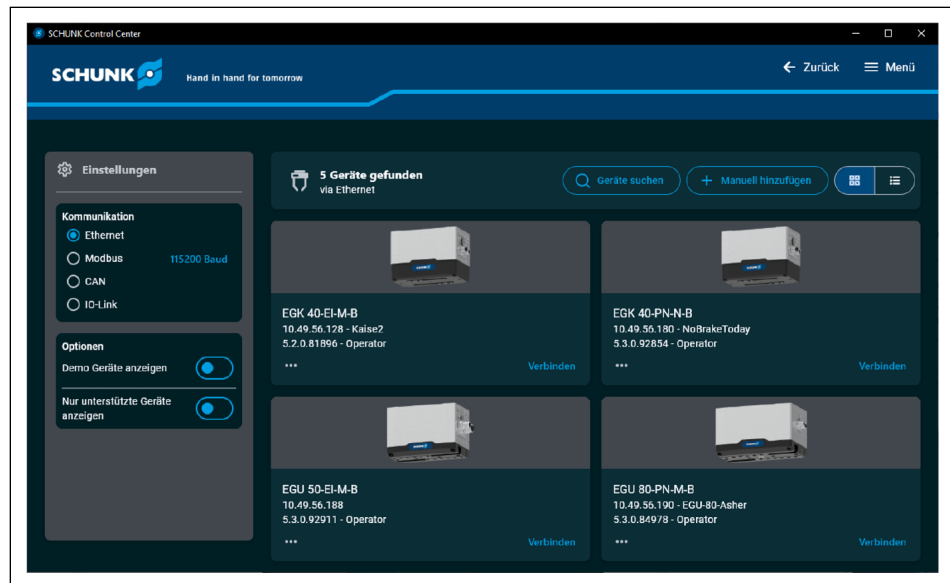 SCHUNK Control Center
SCHUNK
Hand in hand for tomorrow
Zurück
Menü
Einstellungen
Kommunikation
Ethernet
Modbus 115200 Baud
CAN
IO-Link
Optionen
Demo Geräte anzeigen
Nur unterstützte Geräte
anzeigen
5 Geräte gefunden
via Ethernet
Geräte suchen
Manuell hinzufügen
EGK 40-EI-M-B
10.49.56.128 - Kaise2
5.2.0.81896 - Operator
Verbinden
EGK 40-PN-N-B
10.49.56.180 - NoBrakeToday
5.3.0.92854 - Operator
Verbinden
EGU 50-EI-M-B
10.49.56.188
5.3.0.92911 - Operator
Verbinden
EGU 80-PN-M-B
10.49.56.190 - EGU-80-Asher
5.3.0.84978 - Operator
Verbinden